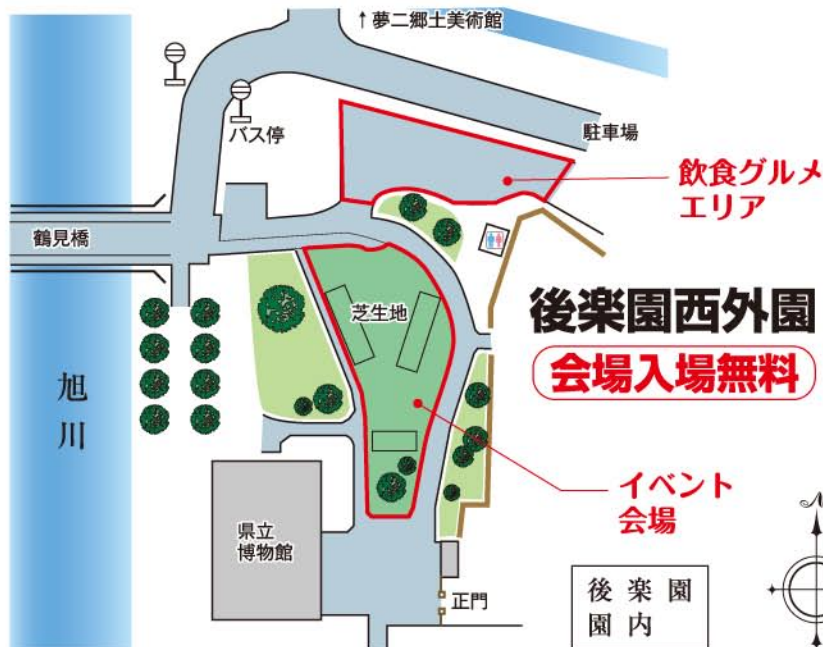 ↑夢二郷土美術館
バス停
駐車場
飲食グルメ
エリア
鶴見橋
芝生地
後楽園西外園
会場入場無料
旭川
イベント
会場
県立
博物館
正門
後楽園
園内
N